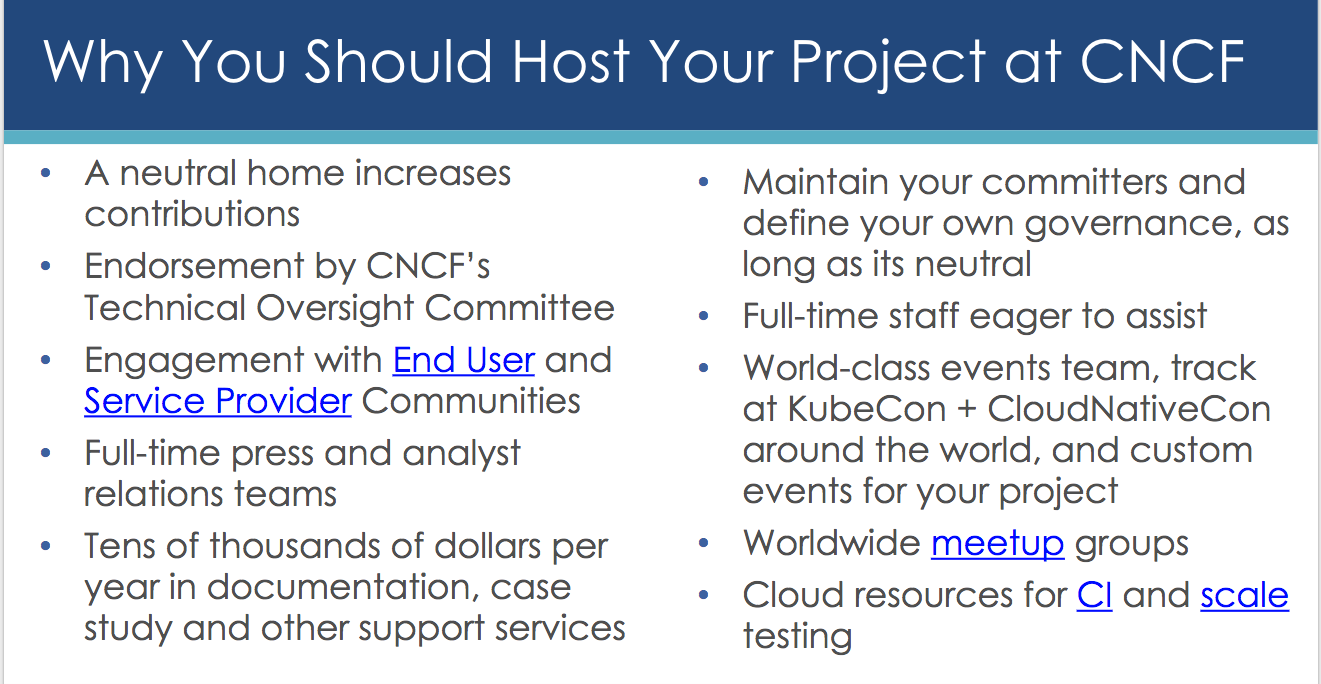 Why You Should Host Your Project at CNCF
• A neutral home increases
contributions
• Endorsement by CNCF’s
Technical Oversight Committee
• Engagement with End User and
Service Provider Communities
• Full-time press and analyst
relations teams
• Tens of thousands of dollars per
year in documentation, case
study and other support services
• Maintain your committers and
define your own governance, as
long as its neutral
• Full-time staff eager to assist
• World-class events team, track
at KubeCon + CloudNativeCon
around the world, and custom
events for your project
• Worldwide meetup groups
• Cloud resources for CI and scale
testing